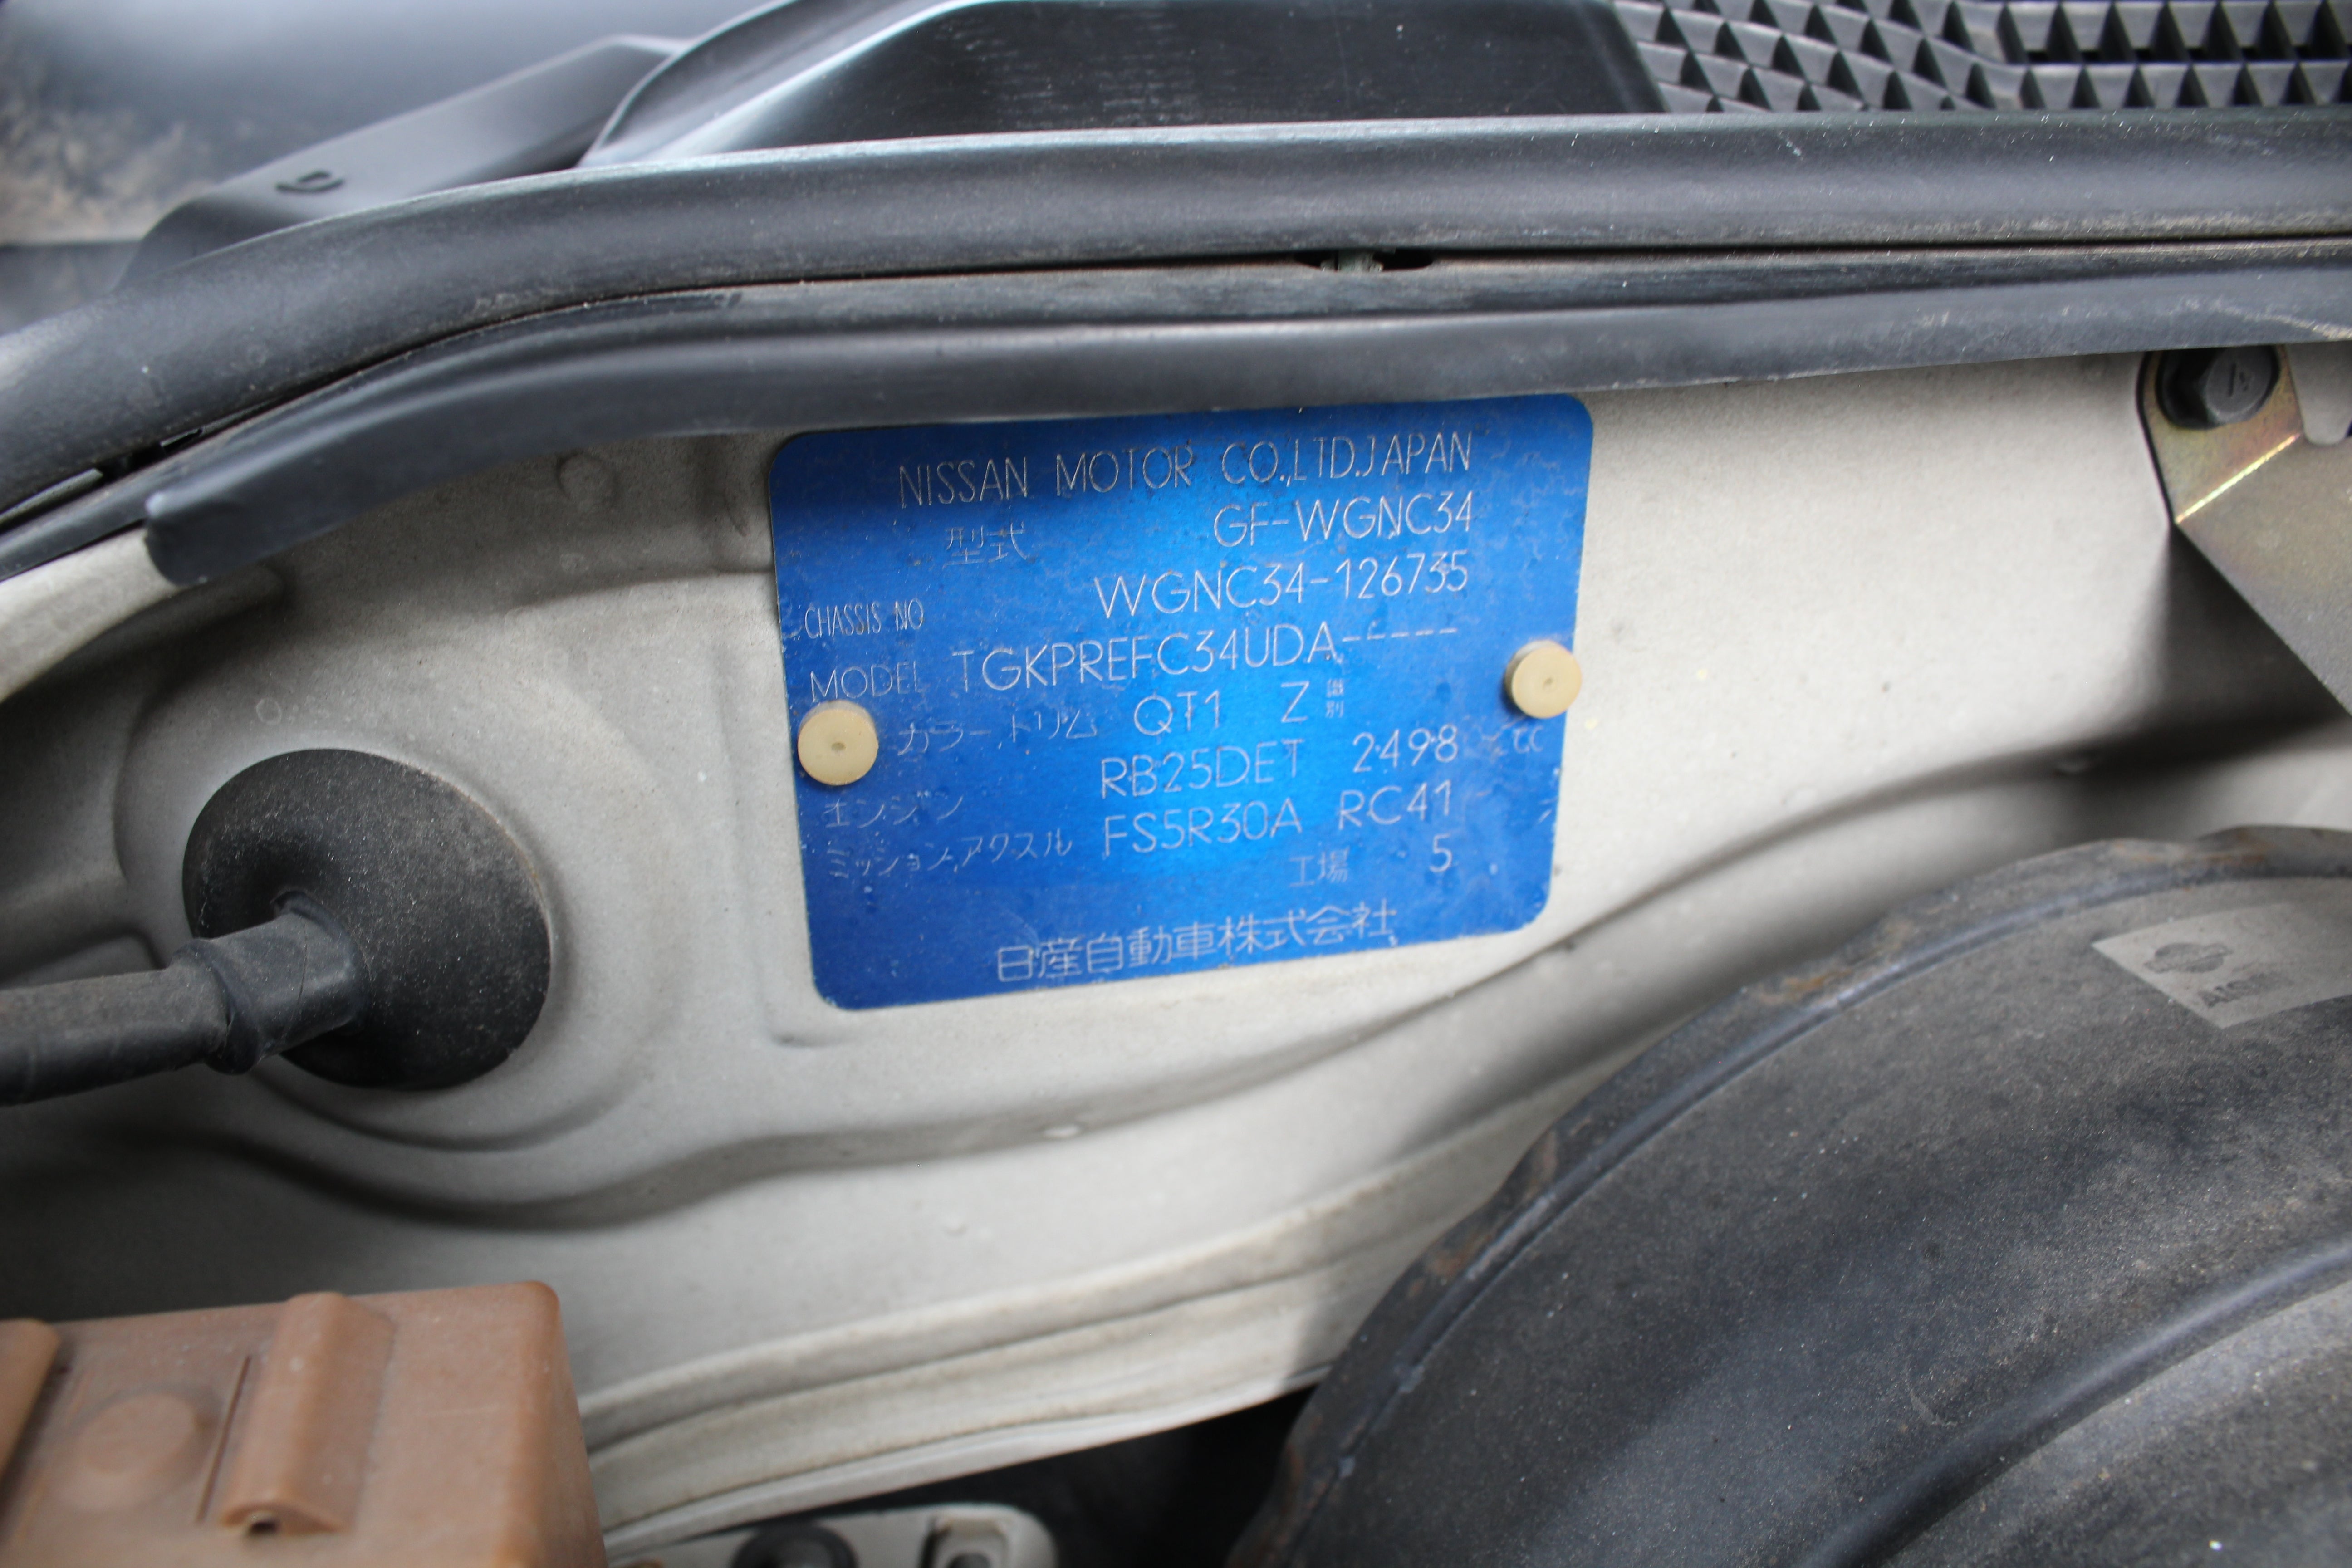 NISSAN MOTOR CO.,LTD.JAPAN
型式 GF-WGNC34
CHASSIS NO WGNC34-126735
MODEL TGKPREFC34UDA-----
カラー トリム QT1 Z 識別
エンジン RB25DET 2498 cc
ミッション,アクスル FS5R30A RC41
工場 5
日産自動車株式会社